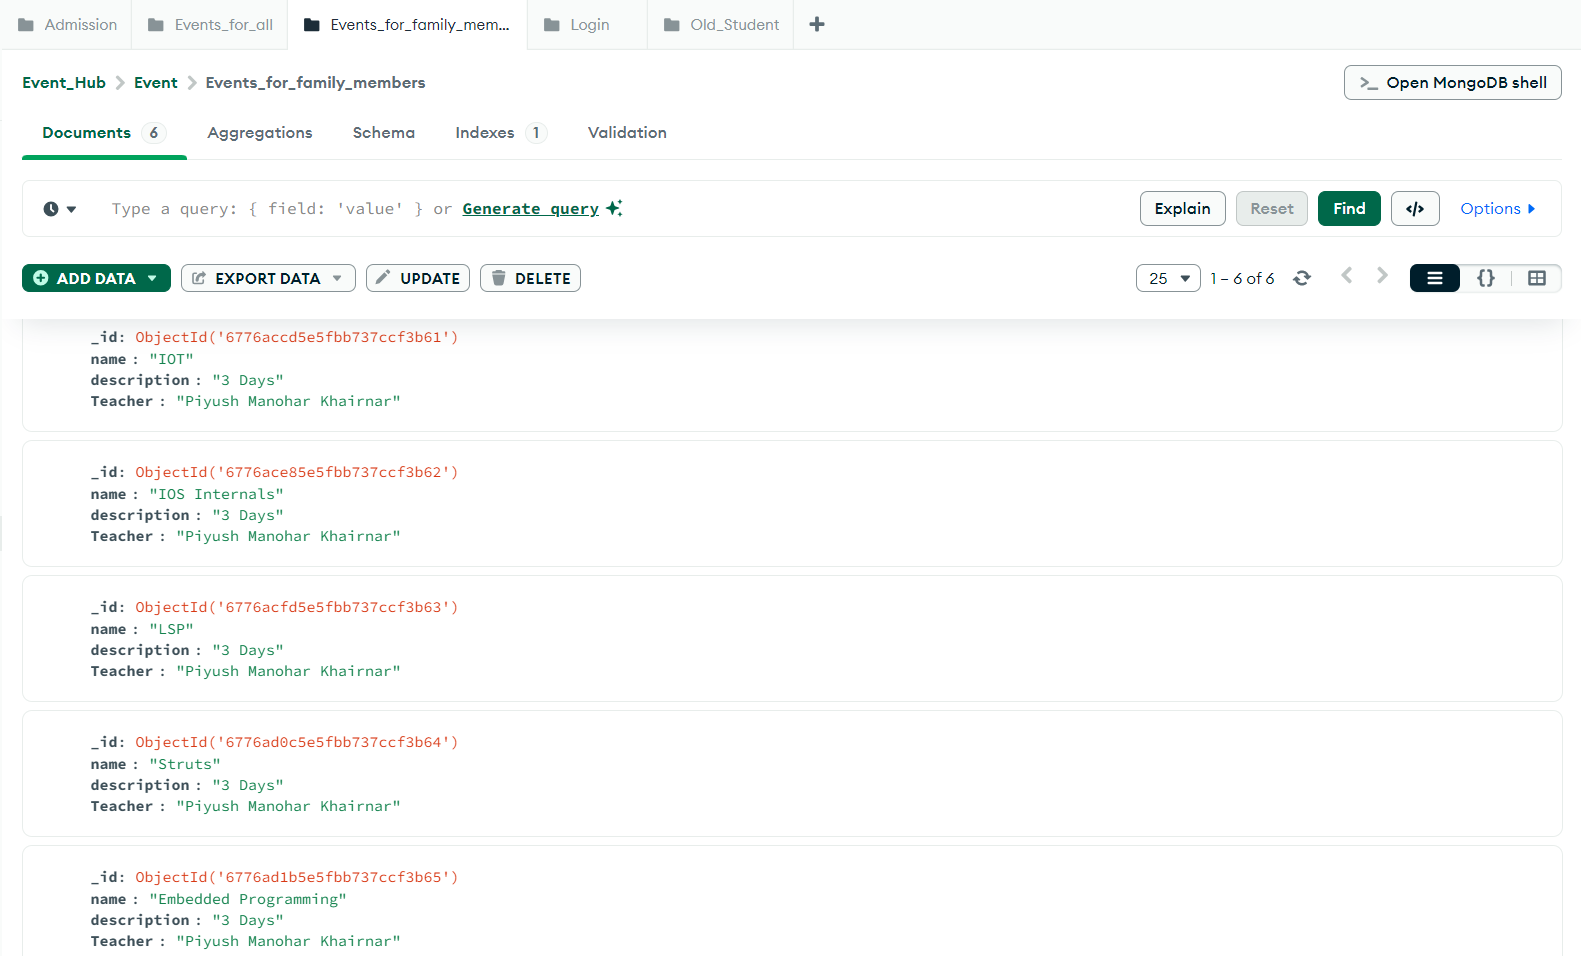 Admission Events_for_all Events_for_family_mem... Login Old_Student
Event_Hub Event Events_for_family_members Open MongoDB shell
Documents 6 Aggregations Schema Indexes 1 Validation
Type a query: { field: 'value' } or Generate query Explain Reset Find </> Options
ADD DATA EXPORT DATA UPDATE DELETE 25 1 – 6 of 6 {}
_id: ObjectId('6776accd5e5fbb737ccf3b61')
name : "IOT"
description : "3 Days"
Teacher : "Piyush Manohar Khairnar"
_id: ObjectId('6776ace85e5fbb737ccf3b62')
name : "IOS Internals"
description : "3 Days"
Teacher : "Piyush Manohar Khairnar"
_id: ObjectId('6776acfd5e5fbb737ccf3b63')
name : "LSP"
description : "3 Days"
Teacher : "Piyush Manohar Khairnar"
_id: ObjectId('6776ad0c5e5fbb737ccf3b64')
name : "Struts"
description : "3 Days"
Teacher : "Piyush Manohar Khairnar"
_id: ObjectId('6776ad1b5e5fbb737ccf3b65')
name : "Embedded Programming"
description : "3 Days"
Teacher : "Piyush Manohar Khairnar"